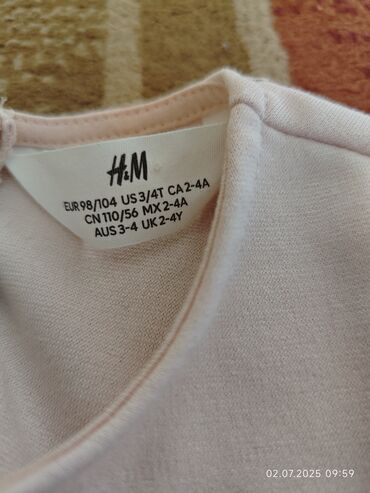 H&M
EUR 98/104 US 3/4T CA 2-4A
CN 110/56 MX 2-4A
AUS 3-4 UK 2-4Y
02.07.2025 09:59